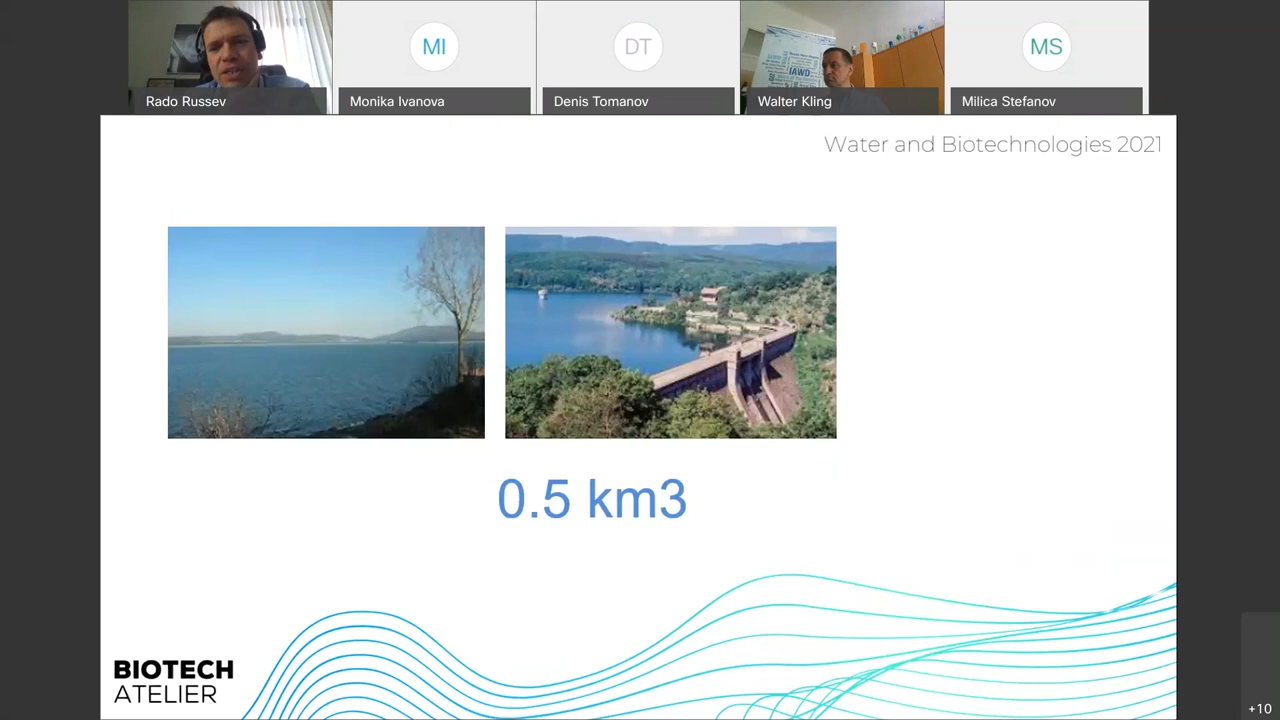 MI
DT
IAWD
MS
Rado Russev
Monika Ivanova
Denis Tomanov
Walter Kling
Milica Stefanov
Water and Biotechnologies 2021
0.5 km3
BIOTECH
ATELIER
+10